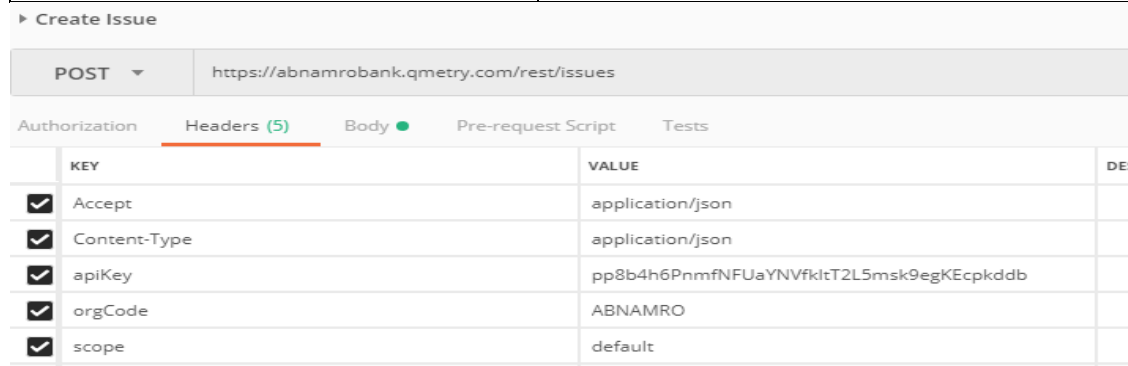 Create Issue
POST https://abnamrobank.qmetry.com/rest/issues
Authorization Headers (5) Body Pre-request Script Tests
KEY VALUE
Accept application/json
Content-Type application/json
apiKey pp8b4h6PnmfNFUaYNVfkltT2L5msk9egKEcpkddb
orgCode ABNAMRO
scope default